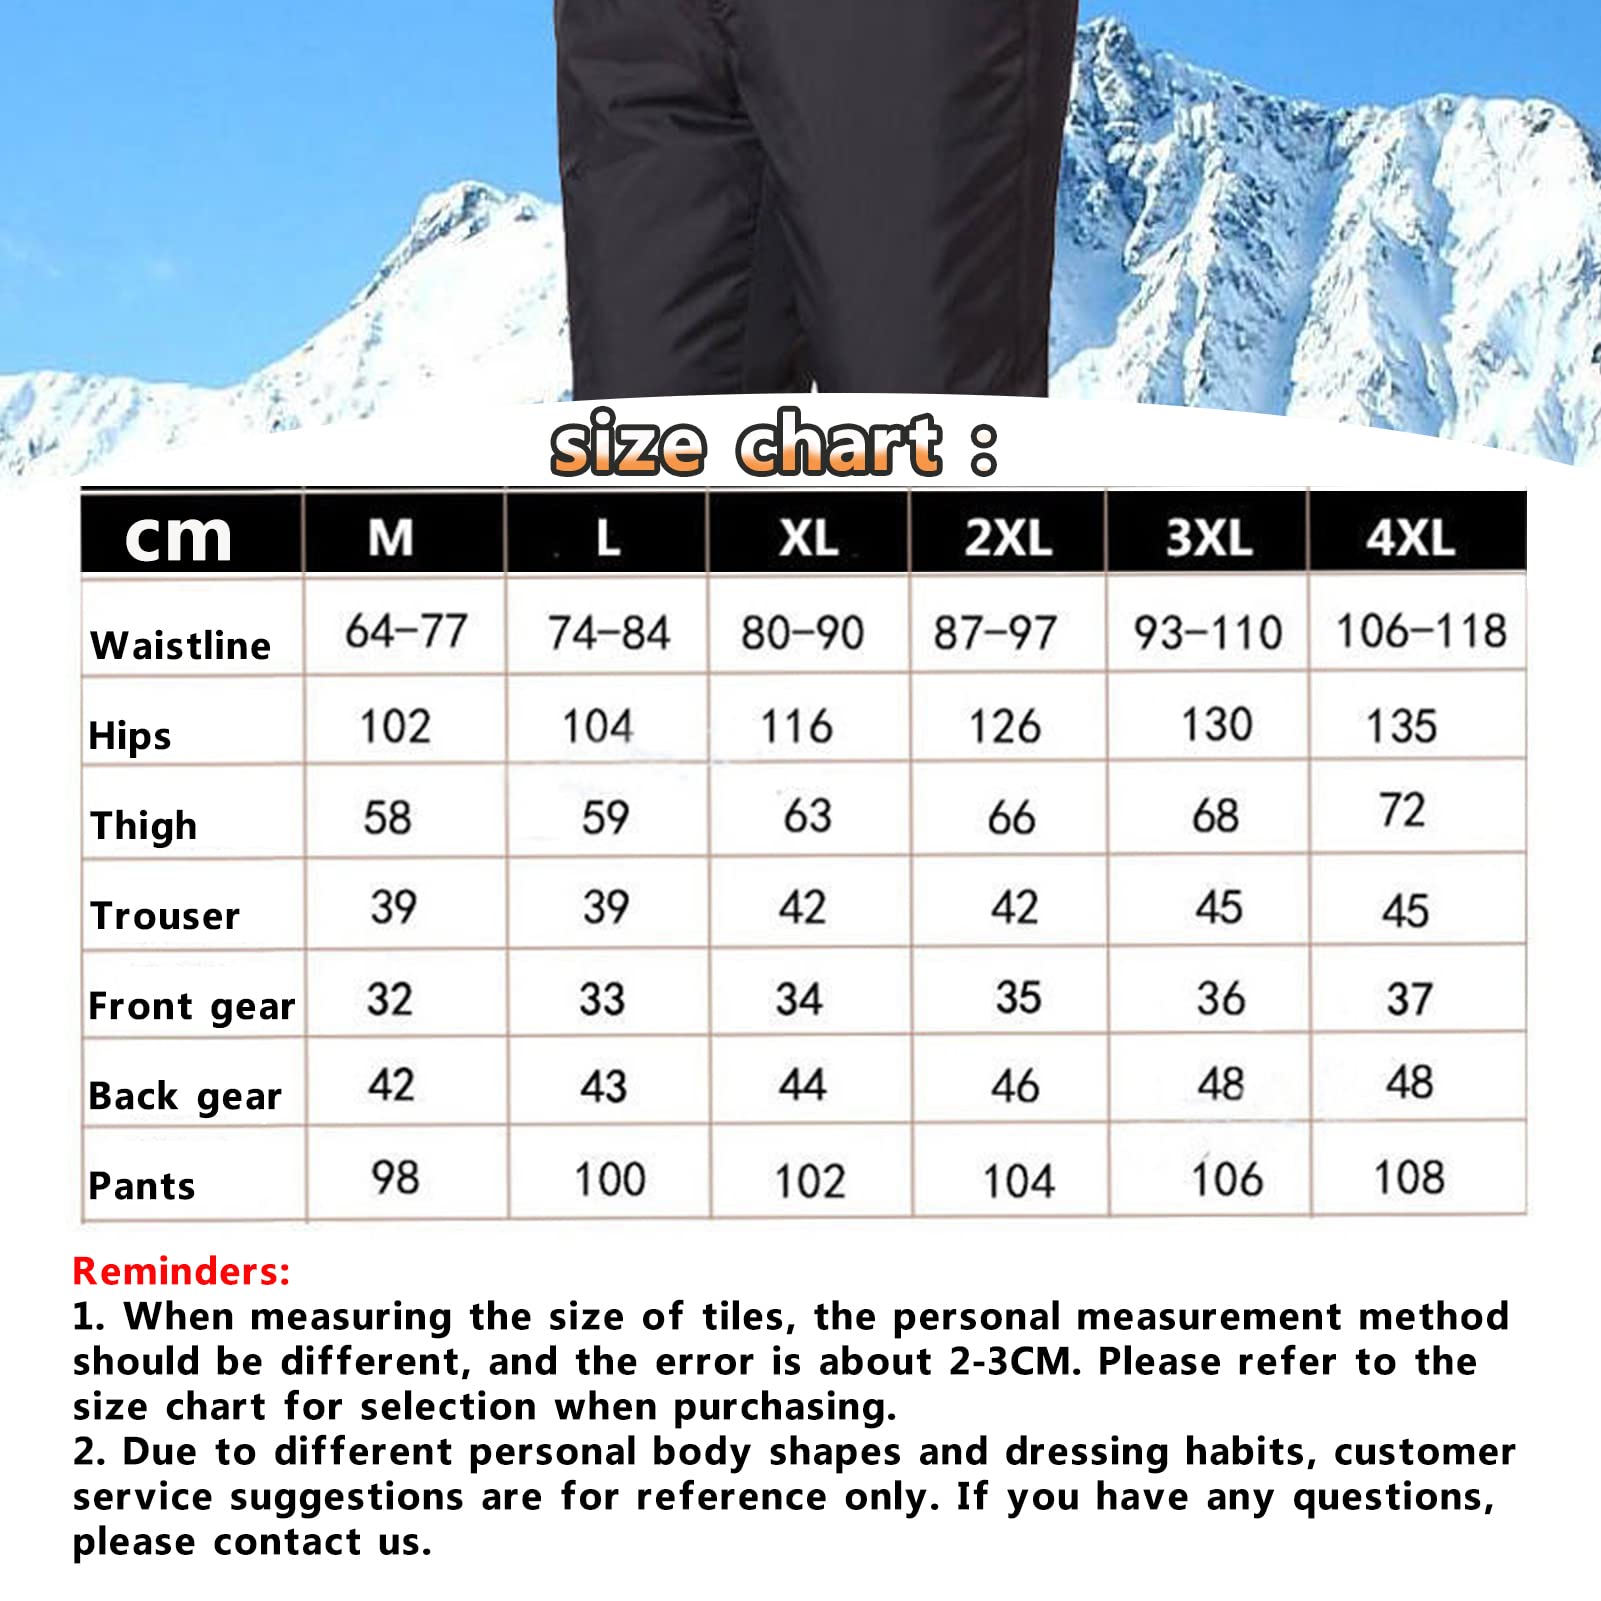 size chart :
cm M L XL 2XL 3XL 4XL
Waistline 64-77 74-84 80-90 87-97 93-110 106-118
Hips 102 104 116 126 130 135
Thigh 58 59 63 66 68 72
Trouser 39 39 42 42 45 45
Front gear 32 33 34 35 36 37
Back gear 42 43 44 46 48 48
Pants 98 100 102 104 106 108
Reminders:
1. When measuring the size of tiles, the personal measurement method
should be different, and the error is about 2-3CM. Please refer to the
size chart for selection when purchasing.
2. Due to different personal body shapes and dressing habits, customer
service suggestions are for reference only. If you have any questions,
please contact us.